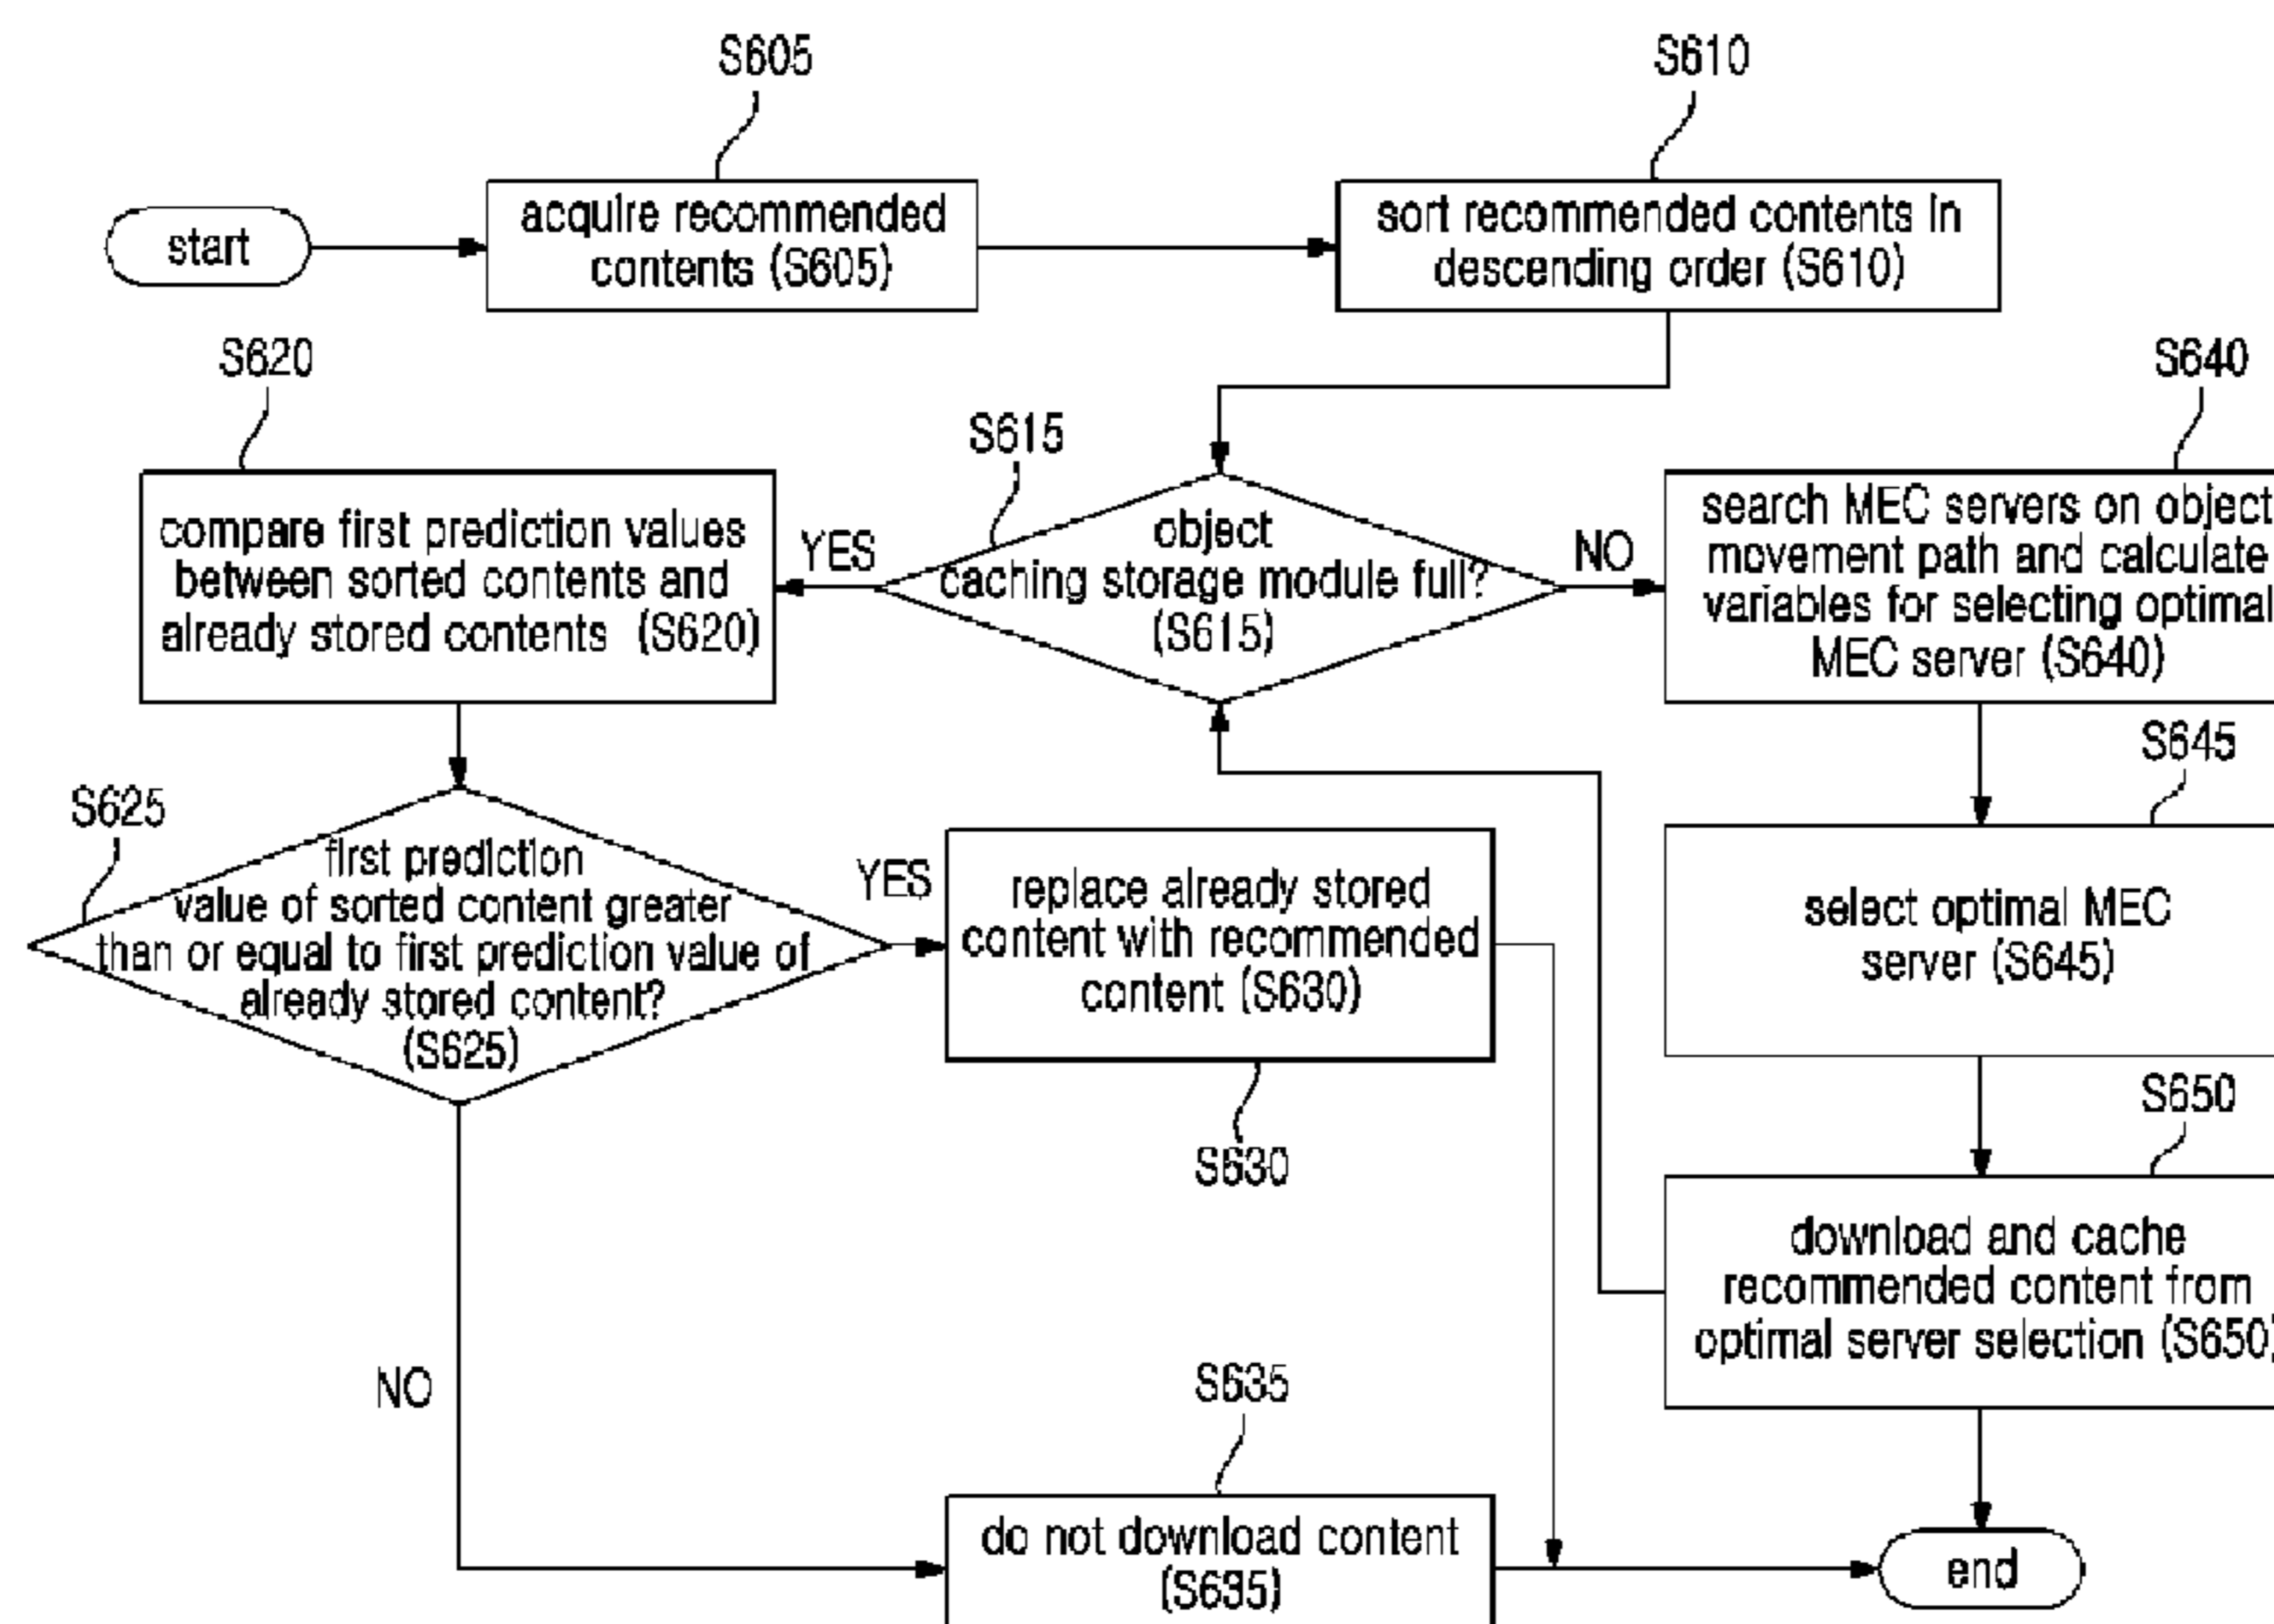 S605
S610
start
acquire recommended
contents (S605)
sort recommended contents in
descending order (S610)
S620
S615
S640
compare first prediction values
between sorted contents and
already stored contents (S620)
YES
object
caching storage module full?
(S615)
NO
search MEC servers on object
movement path and calculate
variables for selecting optimal
MEC server (S640)
S625
first prediction
value of sorted content greater
than or equal to first prediction value of
already stored content?
(S625)
YES
replace already stored
content with recommended
content (S630)
S630
S645
select optimal MEC
server (S645)
S650
download and cache
recommended content from
optimal server selection (S650)
NO
S635
do not download content
(S635)
end